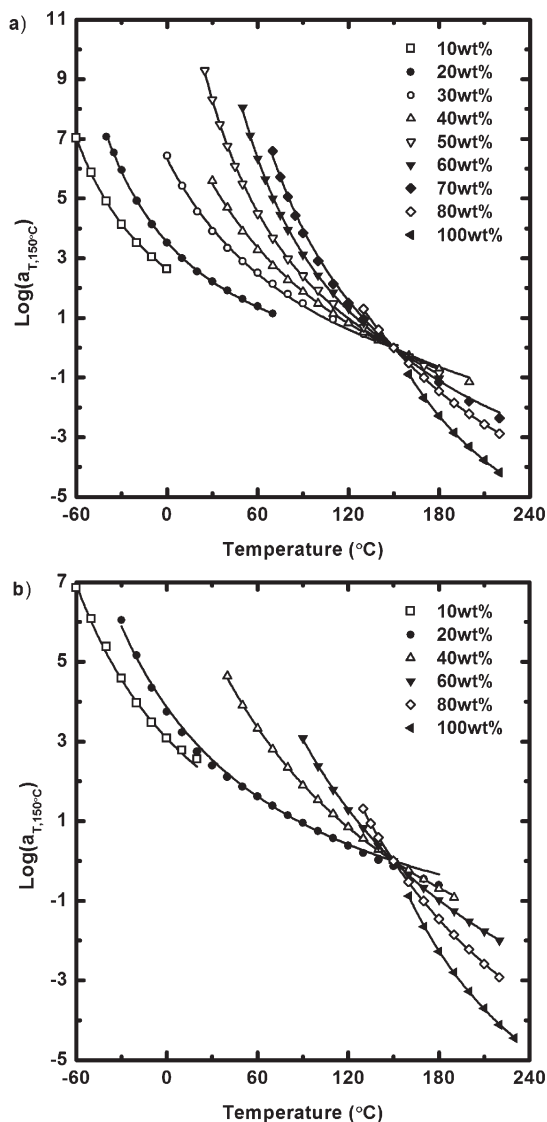 a)
11
9
7
5
3
1
-1
-3
-5
Log(aT,150°C)
10wt%
20wt%
30wt%
40wt%
50wt%
60wt%
70wt%
80wt%
100wt%
-60 0 60 120 180 240
Temperature (°C)
b)
7
5
3
1
-1
-3
-5
Log(aT,150°C)
10wt%
20wt%
40wt%
60wt%
80wt%
100wt%
-60 0 60 120 180 240
Temperature (°C)